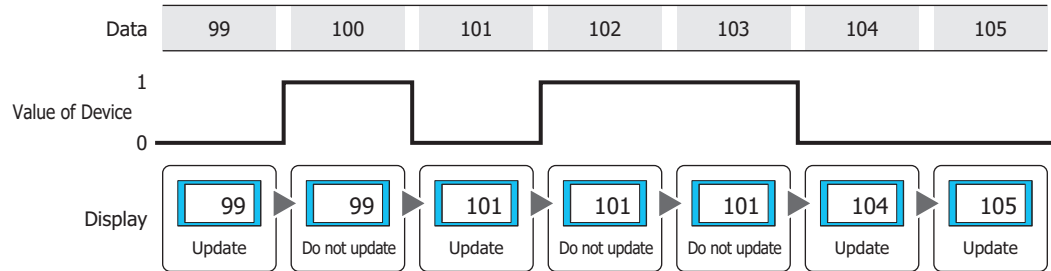 Data 99 100 101 102 103 104 105
1
Value of Device
0
Display 99 99 101 101 101 104 105
Update Do not update Update Do not update Do not update Update Update